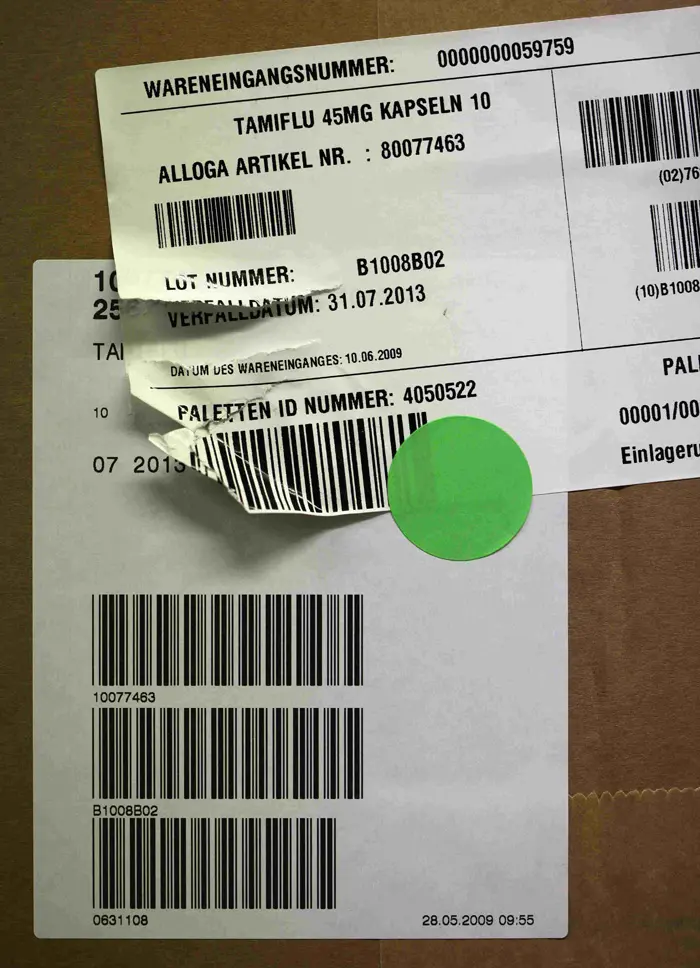 WARENEINGANGSNUMMER: 0000000059759
TAMIFLU 45MG KAPSELN 10
ALLOGA ARTIKEL NR. : 80077463
(02)76
LOT NUMMER: B1008B02
VERFALLDATUM: 31.07.2013
(10)B1008
DATUM DES WARENEINGANGES: 10.06.2009
PALETTEN ID NUMMER: 4050522
PAL
00001/00
Einlageru
10
25
TAI
10
07 2013
10077463
B1008B02
0631108
28.05.2009 09:55